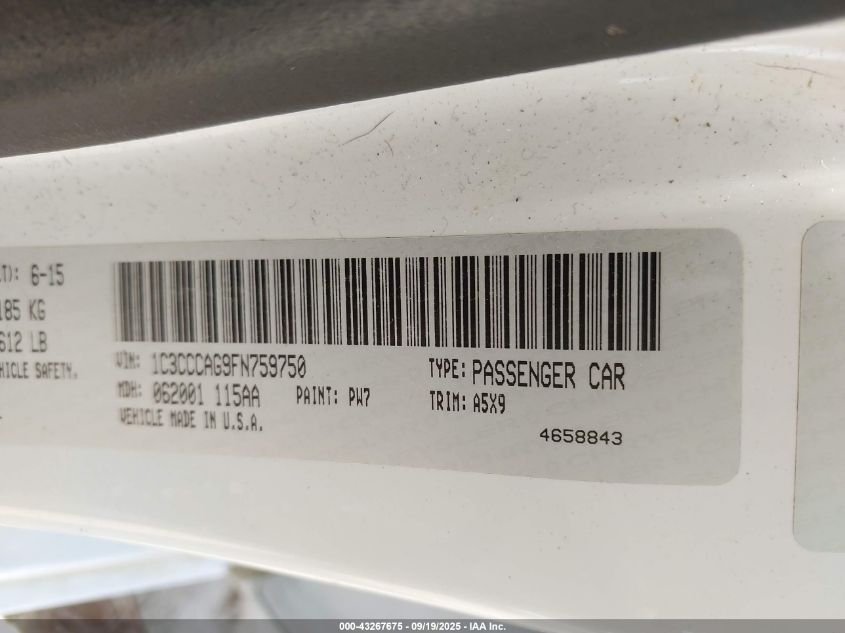 LT): 6-15
185 KG
612 LB
HICLE SAFETY.
VIN: 1C3CCCAG9FN759750
TYPE: PASSENGER CAR
MDH: 062001 115AA
PAINT: PW7
TRIM: A5X9
VEHICLE MADE IN U.S.A.
4658843
000-43267675 - 09/19/2025 - IAA Inc.